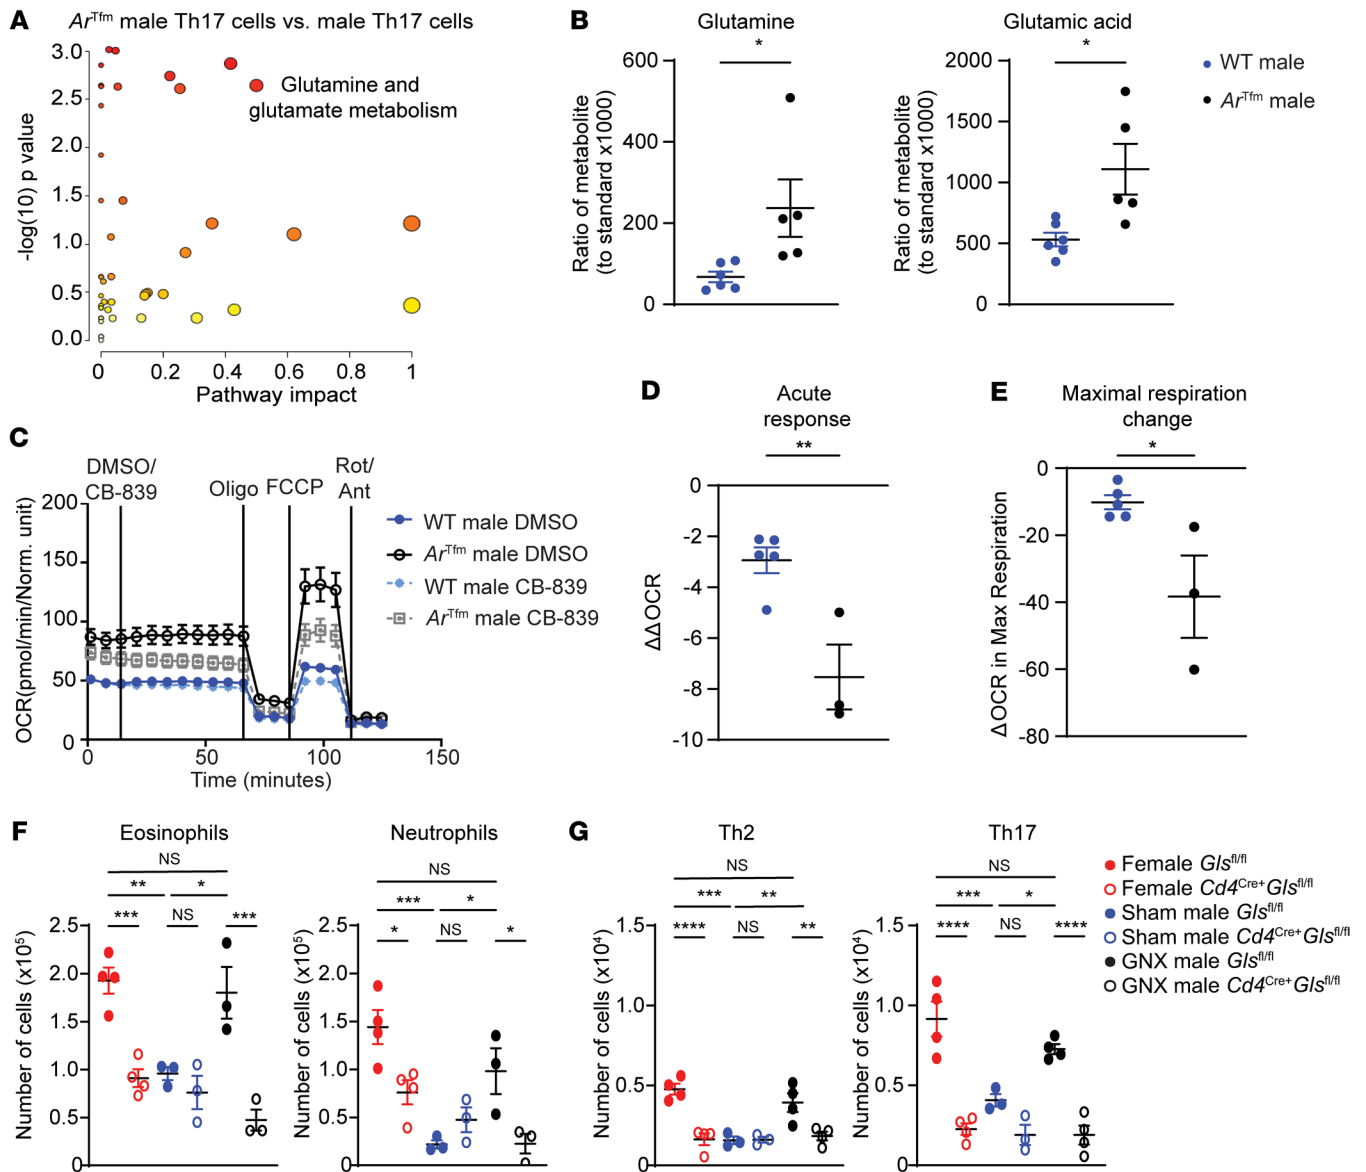 A
Ar^Tfm male Th17 cells vs. male Th17 cells
3.0
2.5
2.0
1.5
1.0
0.5
0.0
-log(10) p value
0 0.2 0.4 0.6 0.8 1
Pathway impact
Glutamine and
glutamate metabolism
B
Glutamine
*
600
400
200
0
Ratio of metabolite
(to standard x1000)
Glutamic acid
*
2000
1500
1000
500
0
Ratio of metabolite
(to standard x1000)
WT male
Ar^Tfm male
C
DMSO/
CB-839
Oligo
FCCP
Rot/
Ant
200
150
100
50
0
OCR(pmol/min/Norm. unit)
0 50 100 150
Time (minutes)
WT male DMSO
Ar^Tfm male DMSO
WT male CB-839
Ar^Tfm male CB-839
D
Acute
response
**
0
-2
-4
-6
-8
-10
ΔΔOCR
E
Maximal respiration
change
*
0
-20
-40
-60
-80
ΔOCR in Max Respiration
F
Eosinophils
NS
** *
*** NS ***
2.5
2.0
1.5
1.0
0.5
0
Number of cells (x10^5)
Neutrophils
NS
*** *
* NS *
2.5
2.0
1.5
1.0
0.5
0
Number of cells (x10^5)
G
Th2
NS
*** **
**** NS **
1.5
1.0
0.5
0
Number of cells (x10^4)
Th17
NS
*** *
**** NS ****
1.5
1.0
0.5
0
Number of cells (x10^4)
Female Gls^fl/fl
Female Cd4^Cre+Gls^fl/fl
Sham male Gls^fl/fl
Sham male Cd4^Cre+Gls^fl/fl
GNX male Gls^fl/fl
GNX male Cd4^Cre+Gls^fl/fl